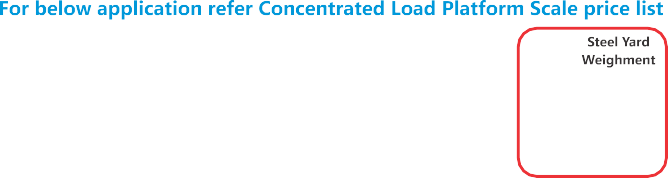 For below application refer Concentrated Load Platform Scale price list
Steel Yard
Weighment